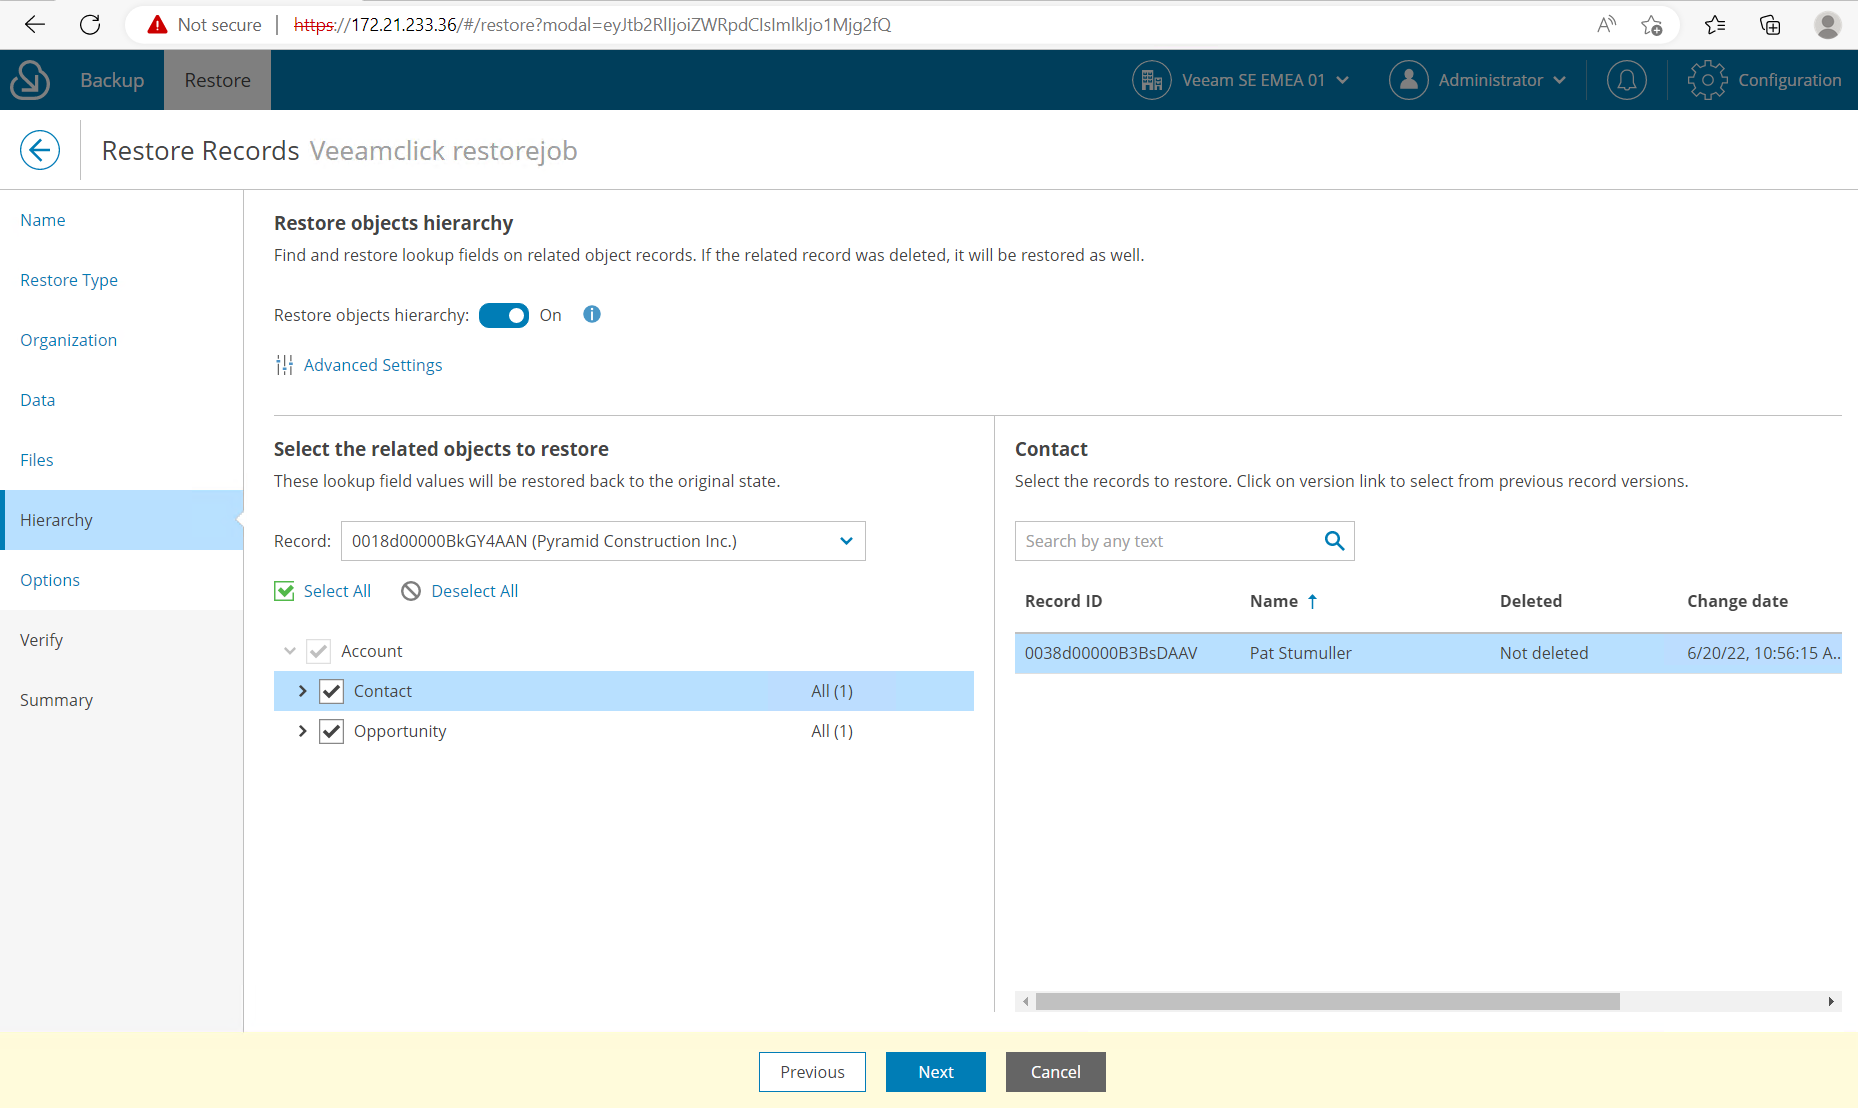 Not secure | https://172.21.233.36/#/restore?modal=eyJtb2RlIjoiZWRpdCIsImlkIjo1Mjg2fQ
Backup Restore Veeam SE EMEA 01 Administrator Configuration
Restore Records Veeamclick restorejob
Name
Restore Type
Organization
Data
Files
Hierarchy
Options
Verify
Summary
Restore objects hierarchy
Find and restore lookup fields on related object records. If the related record was deleted, it will be restored as well.
Restore objects hierarchy: On
Advanced Settings
Select the related objects to restore
These lookup field values will be restored back to the original state.
Record: 0018d00000BkGY4AAN (Pyramid Construction Inc.)
Select All Deselect All
Account
Contact All (1)
Opportunity All (1)
Contact
Select the records to restore. Click on version link to select from previous record versions.
Search by any text
Record ID Name Deleted Change date
0038d00000B3BsDAAV Pat Stumuller Not deleted 6/20/22, 10:56:15 A..
Previous Next Cancel